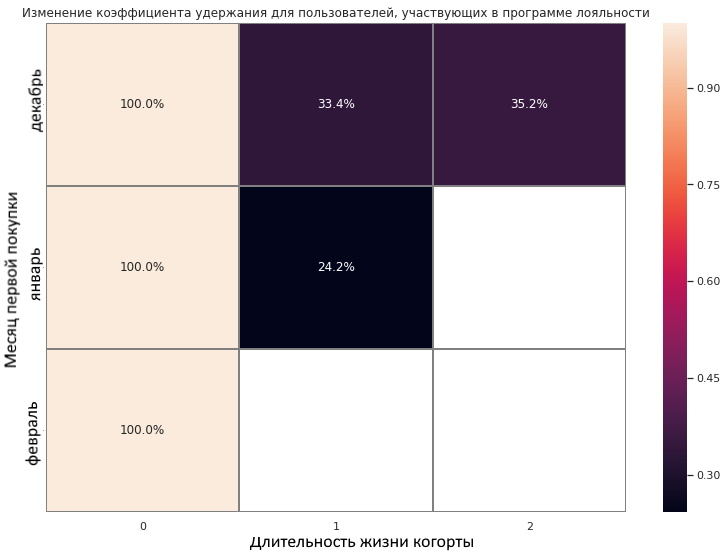 Изменение коэффициента удержания для пользователей, участвующих в программе лояльности
Месяц первой покупки
декабрь
100.0%
33.4%
35.2%
январь
100.0%
24.2%
февраль
100.0%
0
1
2
Длительность жизни когорты
0.90
0.75
0.60
0.45
0.30